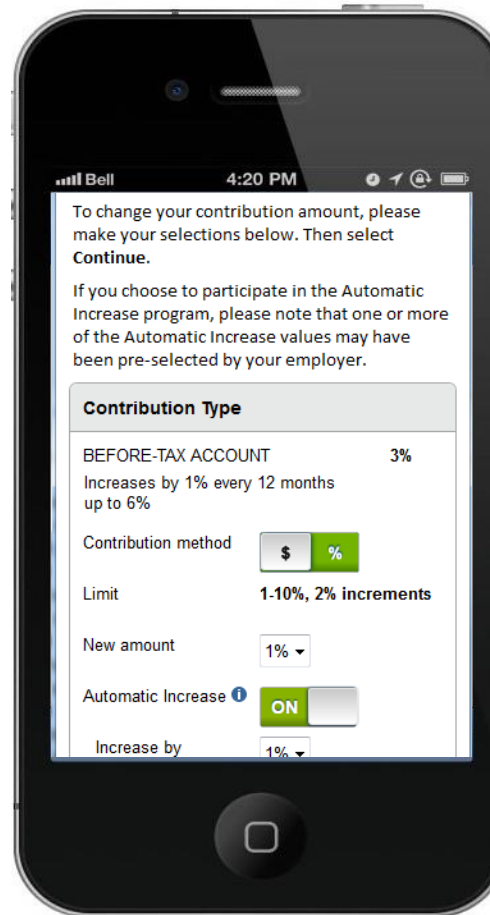 Bell 4:20 PM
To change your contribution amount, please
make your selections below. Then select
Continue.
If you choose to participate in the Automatic
Increase program, please note that one or more
of the Automatic Increase values may have
been pre-selected by your employer.
Contribution Type
BEFORE-TAX ACCOUNT 3%
Increases by 1% every 12 months
up to 6%
Contribution method $ %
Limit 1-10%, 2% increments
New amount 1%
Automatic Increase i ON
Increase by 1%